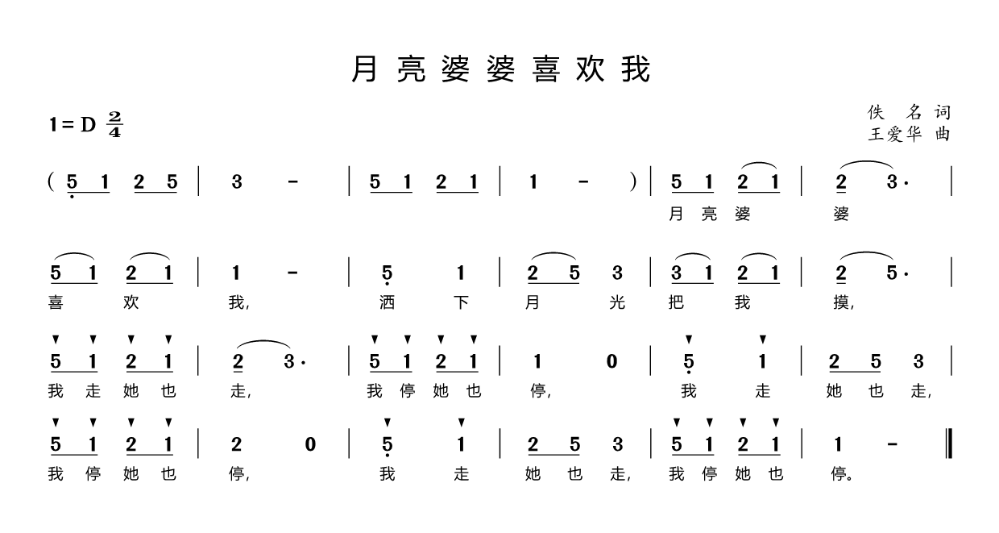 月亮婆婆喜欢我
1=D 2/4
佚 名 词
王爱华 曲
( 5̣ 1 2 5 | 3 - | 5 1 2 1 | 1 - ) | 5 1 2 1 | 2 3· |
月 亮 婆 婆
5 1 2 1 | 1 - | 5̣ 1 | 2 5 3 | 3 1 2 1 | 2 5· |
喜 欢 我, 洒 下 月 光 把 我 摸,
5 1 2 1 | 2 3· | 5 1 2 1 | 1 0 | 5̣ 1 | 2 5 3 |
我 走 她 也 走, 我 停 她 也 停, 我 走 她 也 走,
5̣ 1 2 1 | 2 0 | 5̣ 1 | 2 5 3 | 5 1 2 1 | 1 - ‖
我 停 她 也 停, 我 走 她 也 走, 我 停 她 也 停。